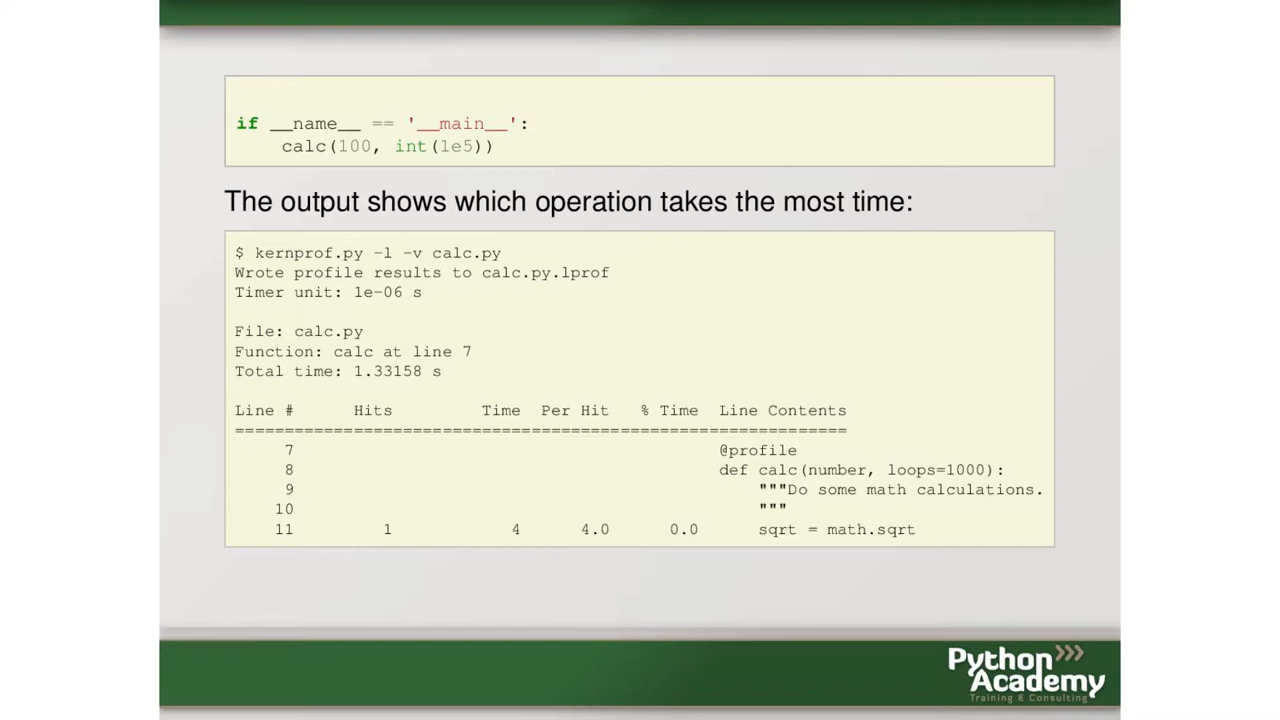 if __name__ == '__main__':
    calc(100, int(1e5))
The output shows which operation takes the most time:
$ kernprof.py -l -v calc.py
Wrote profile results to calc.py.lprof
Timer unit: 1e-06 s
File: calc.py
Function: calc at line 7
Total time: 1.33158 s
Line #      Hits         Time  Per Hit   % Time  Line Contents
==============================================================
     7                                           @profile
     8                                           def calc(number, loops=1000):
     9                                               """Do some math calculations.
    10                                               """
    11         1            4      4.0      0.0      sqrt = math.sqrt
Python
Academy
Training & Consulting